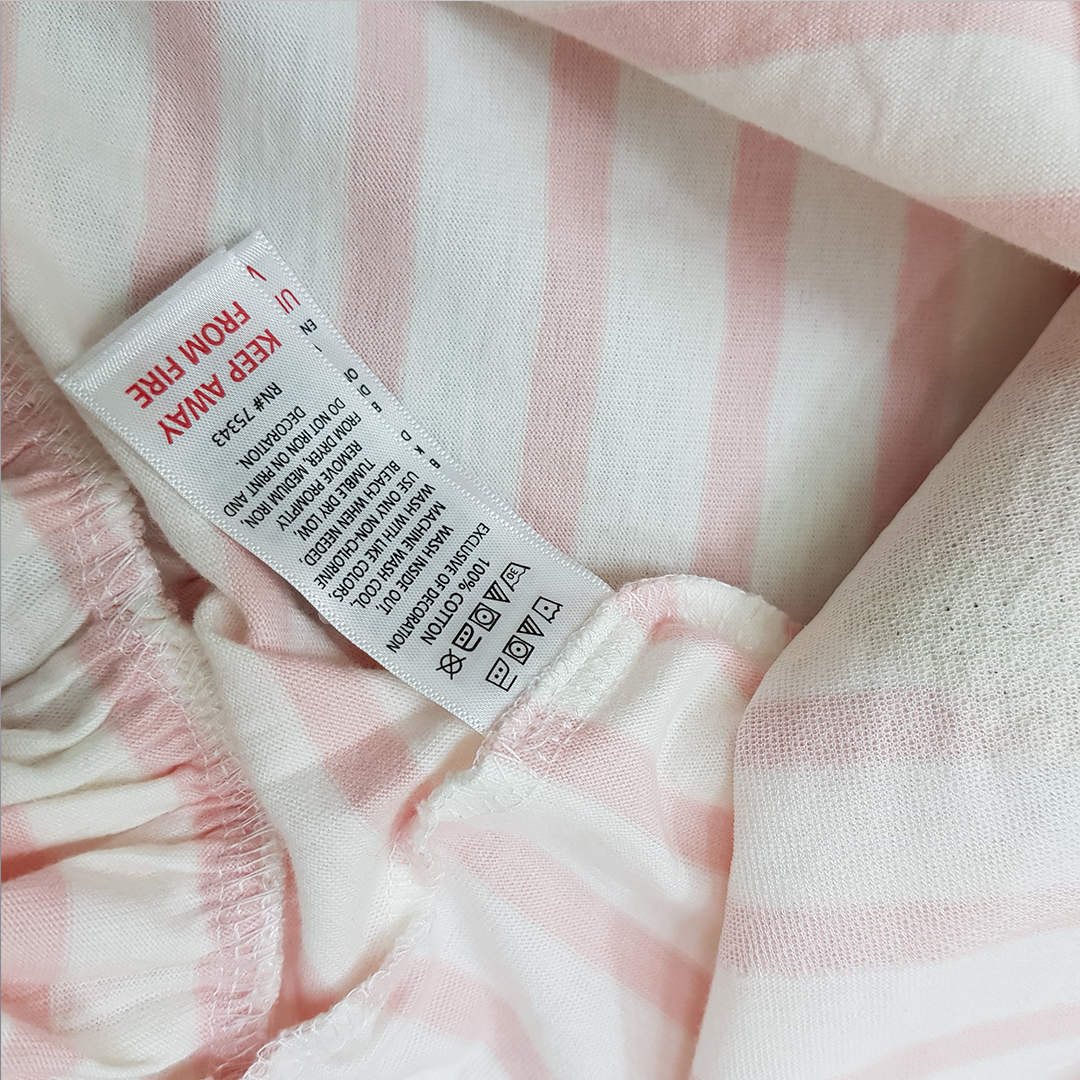 100% COTTON
EXCLUSIVE OF DECORATION
WASH INSIDE OUT,
MACHINE WASH COOL,
WASH WITH LIKE COLORS,
USE ONLY NON-CHLORINE
BLEACH WHEN NEEDED,
TUMBLE DRY LOW,
REMOVE PROMPTLY
FROM DRYER, MEDIUM IRON,
DO NOT IRON ON PRINT AND
DECORATION.
RN# 75343
KEEP AWAY
FROM FIRE